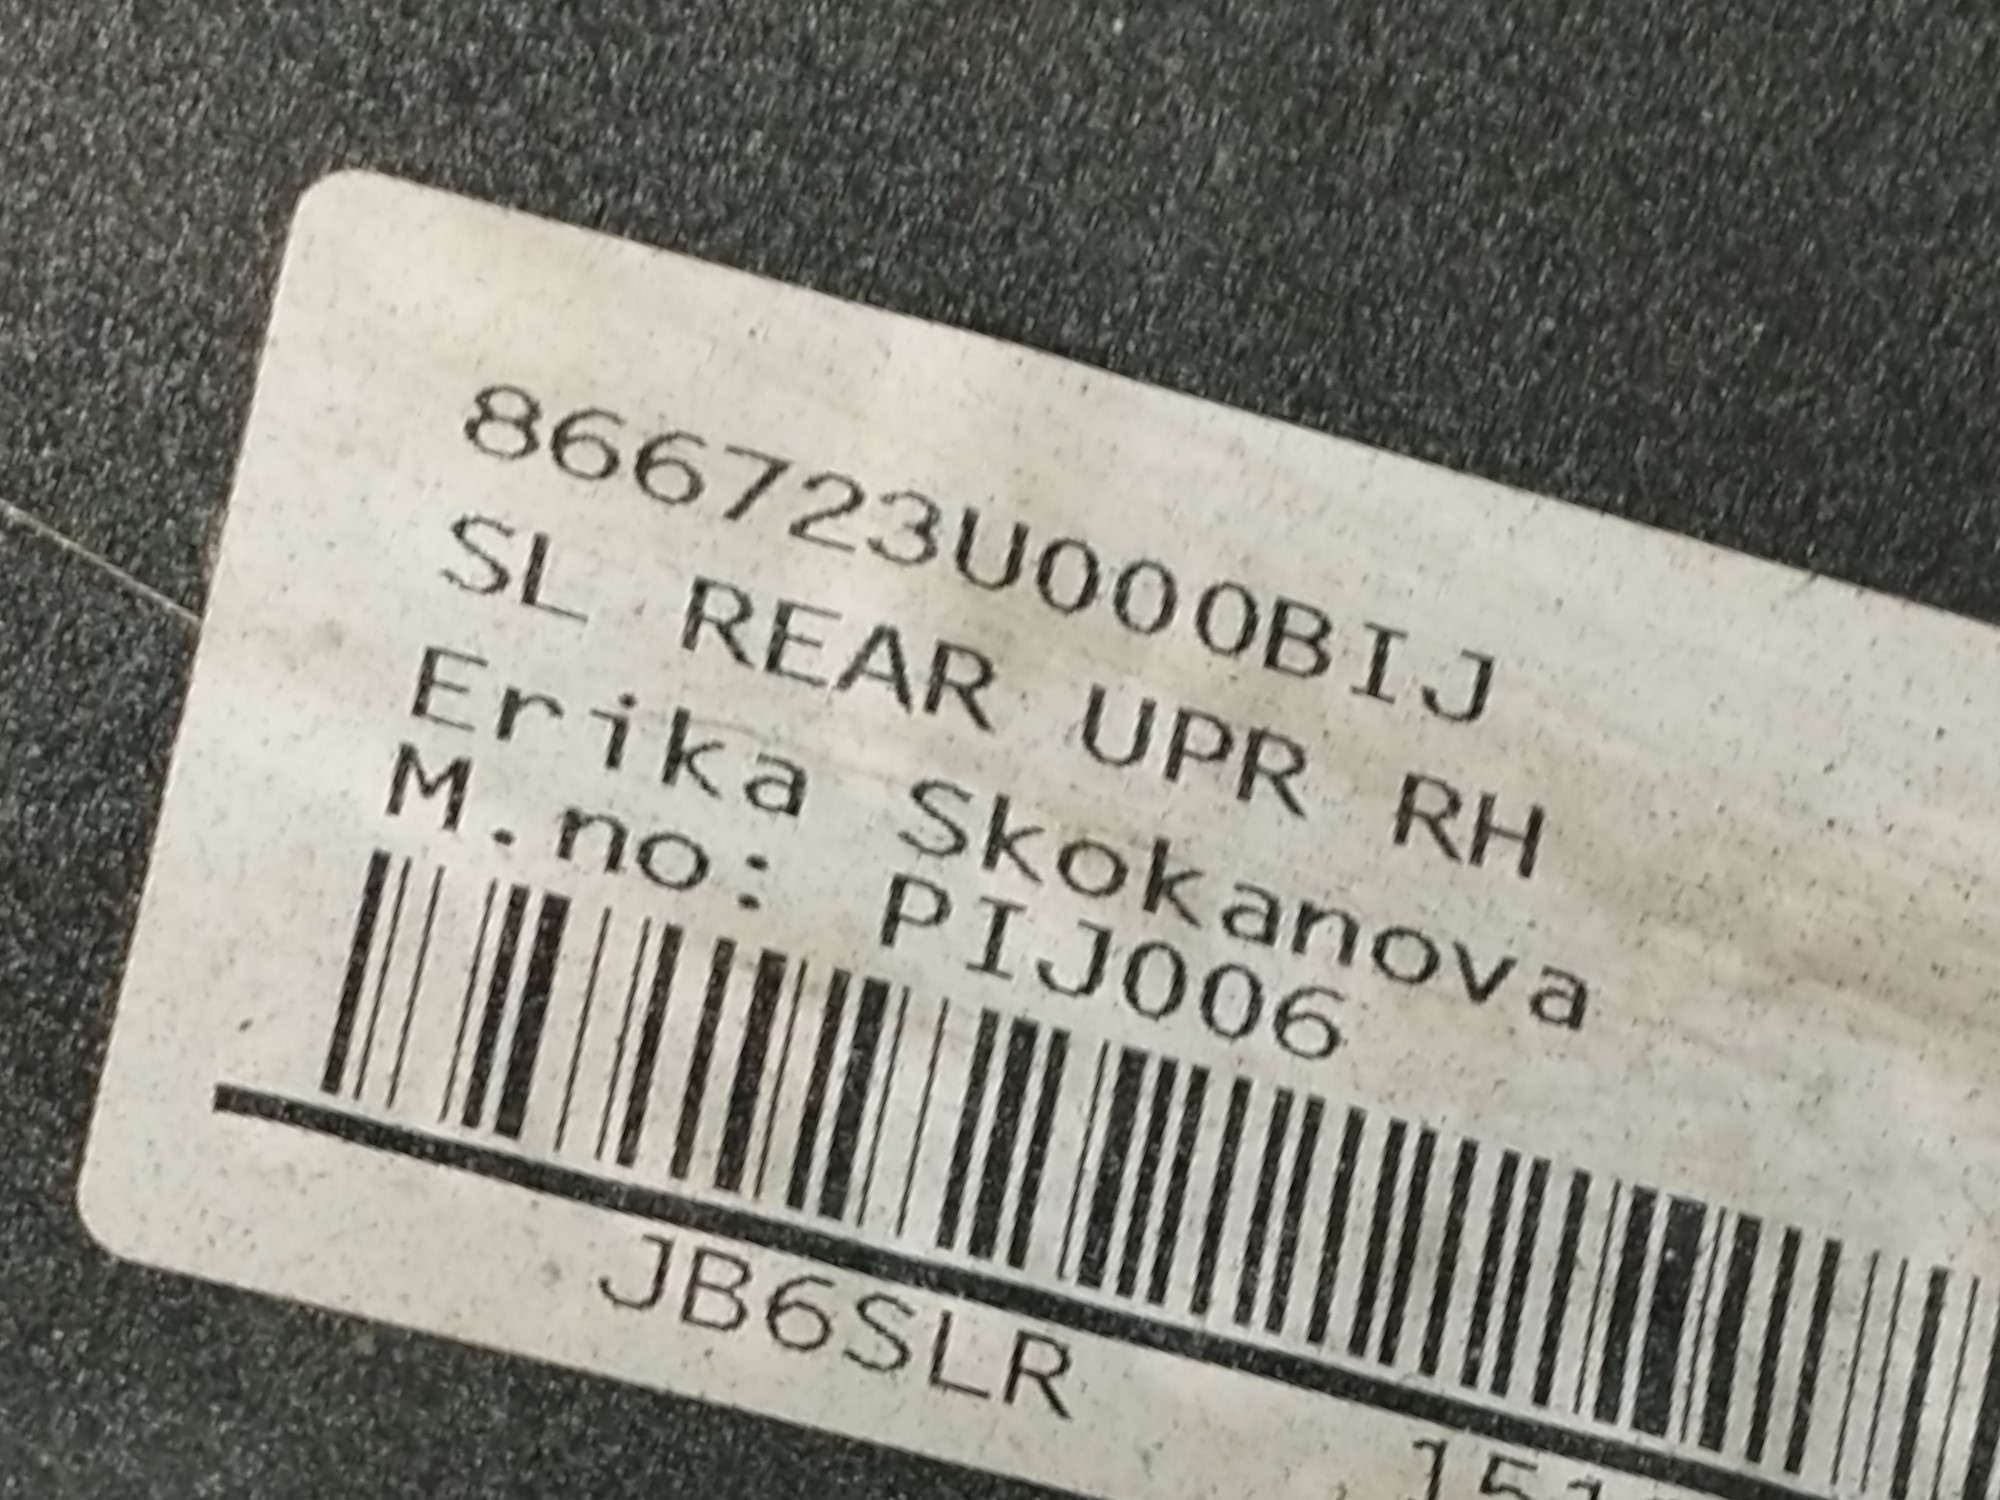 866723U000BIJ
SL REAR UPR RH
Erika Skokanova
M.no: PIJ006
JB6SLR